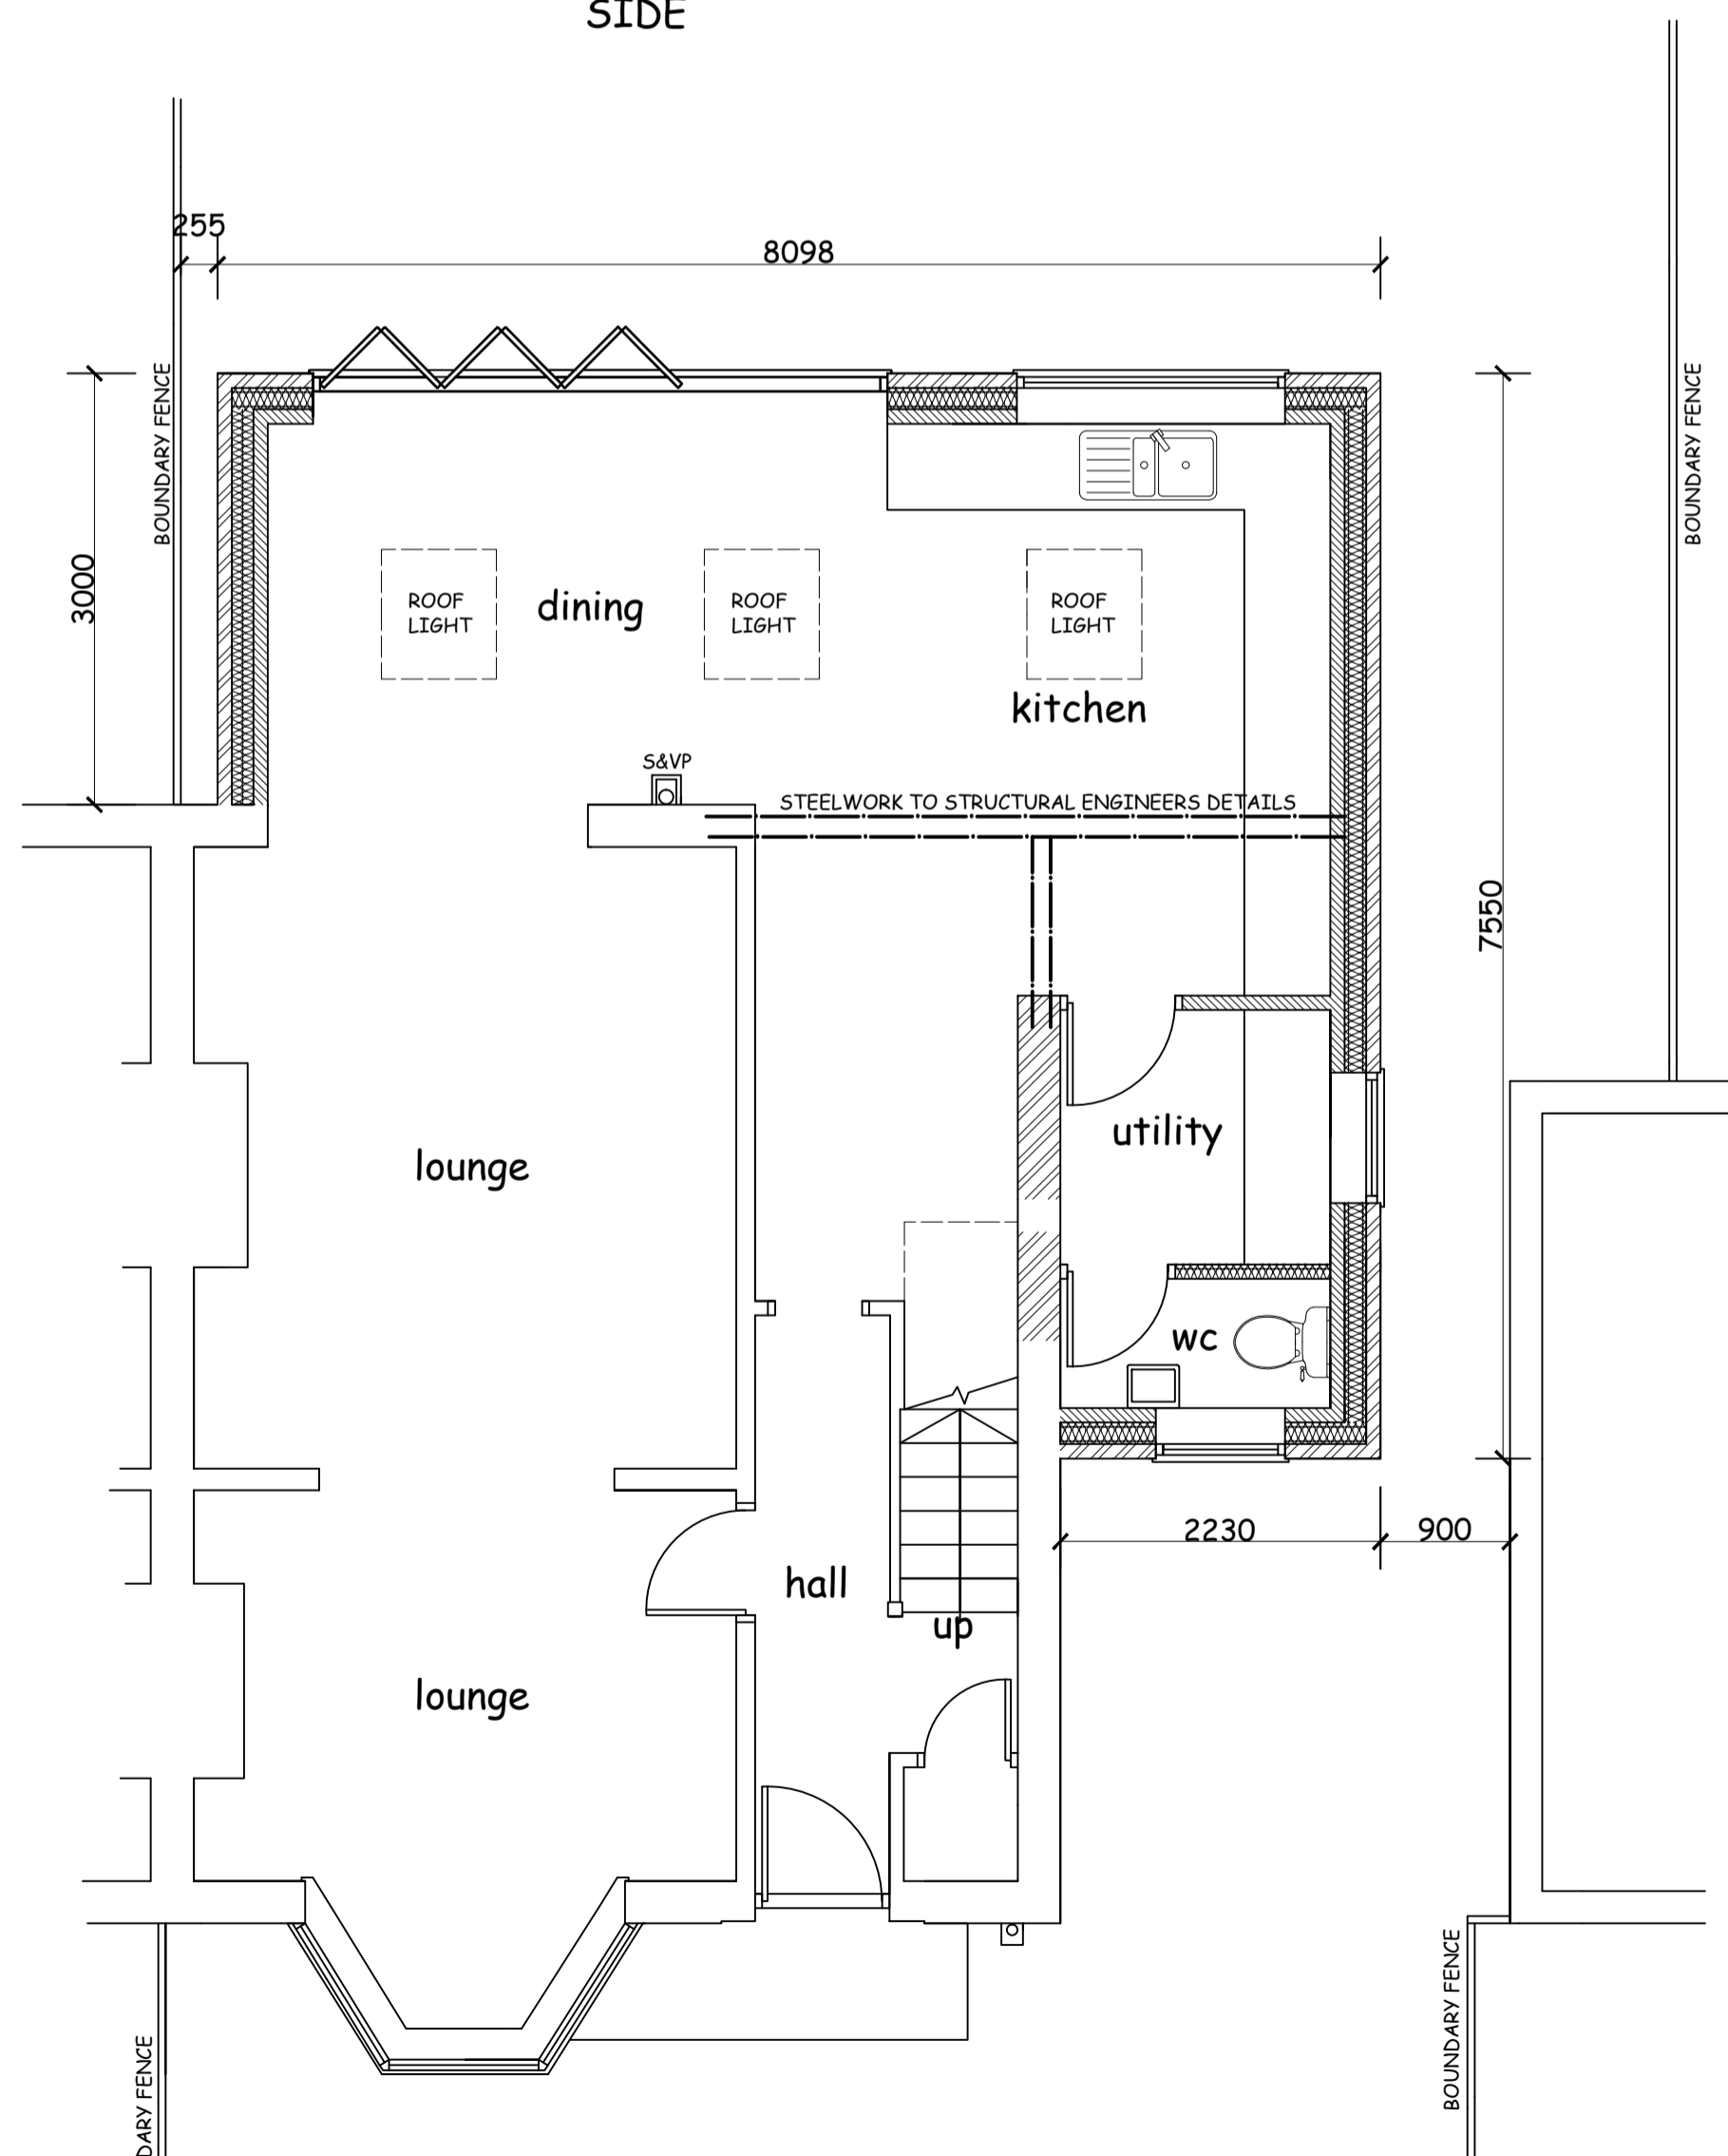 SIDE
255
8098
BOUNDARY FENCE
BOUNDARY FENCE
3000
ROOF
LIGHT
dining
ROOF
LIGHT
ROOF
LIGHT
kitchen
S&VP
STEELWORK TO STRUCTURAL ENGINEERS DETAILS
7550
utility
lounge
wc
2230
900
hall
up
lounge
BOUNDARY FENCE
DARY FENCE